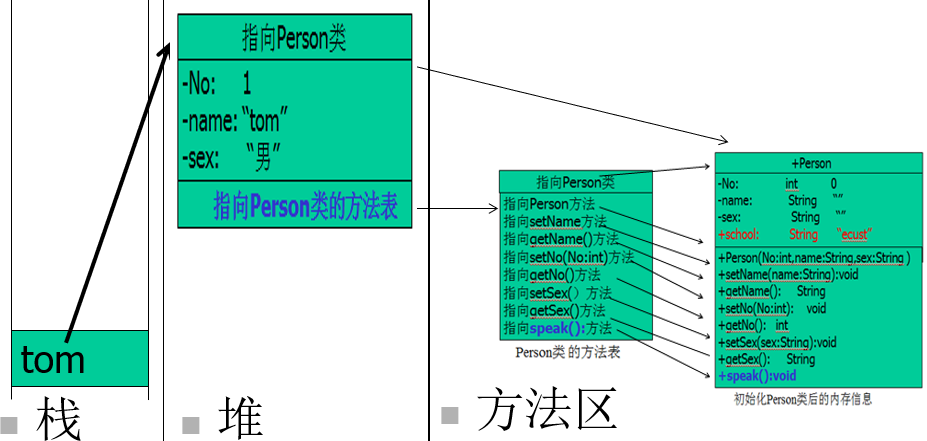 指向Person类
-No: 1
-name: “tom”
-sex: “男”
指向Person类的方法表
tom
指向Person类
指向Person方法
指向setName方法
指向getName()方法
指向setNo(No:int)方法
指向getNo()方法
指向setSex(）方法
指向getSex()方法
指向speak():方法
Person类 的方法表
+Person
-No: int 0
-name: String “”
-sex: String “”
+school: String “ecust”
+Person(No:int,name:String,sex:String )
+setName(name:String):void
+getName(): String
+setNo(No:int): void
+getNo(): int
+setSex(sex:String):void
+getSex(): String
+speak():void
初始化Person类后的内存信息
栈
堆
方法区